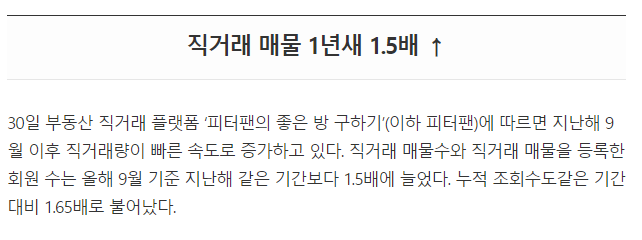 직거래 매물 1년새 1.5배 ↑
30일 부동산 직거래 플랫폼 ‘피터팬의 좋은 방 구하기’(이하 피터팬)에 따르면 지난해 9
월 이후 직거래량이 빠른 속도로 증가하고 있다. 직거래 매물수와 직거래 매물을 등록한
회원 수는 올해 9월 기준 지난해 같은 기간보다 1.5배에 늘었다. 누적 조회수도같은 기간
대비 1.65배로 불어났다.